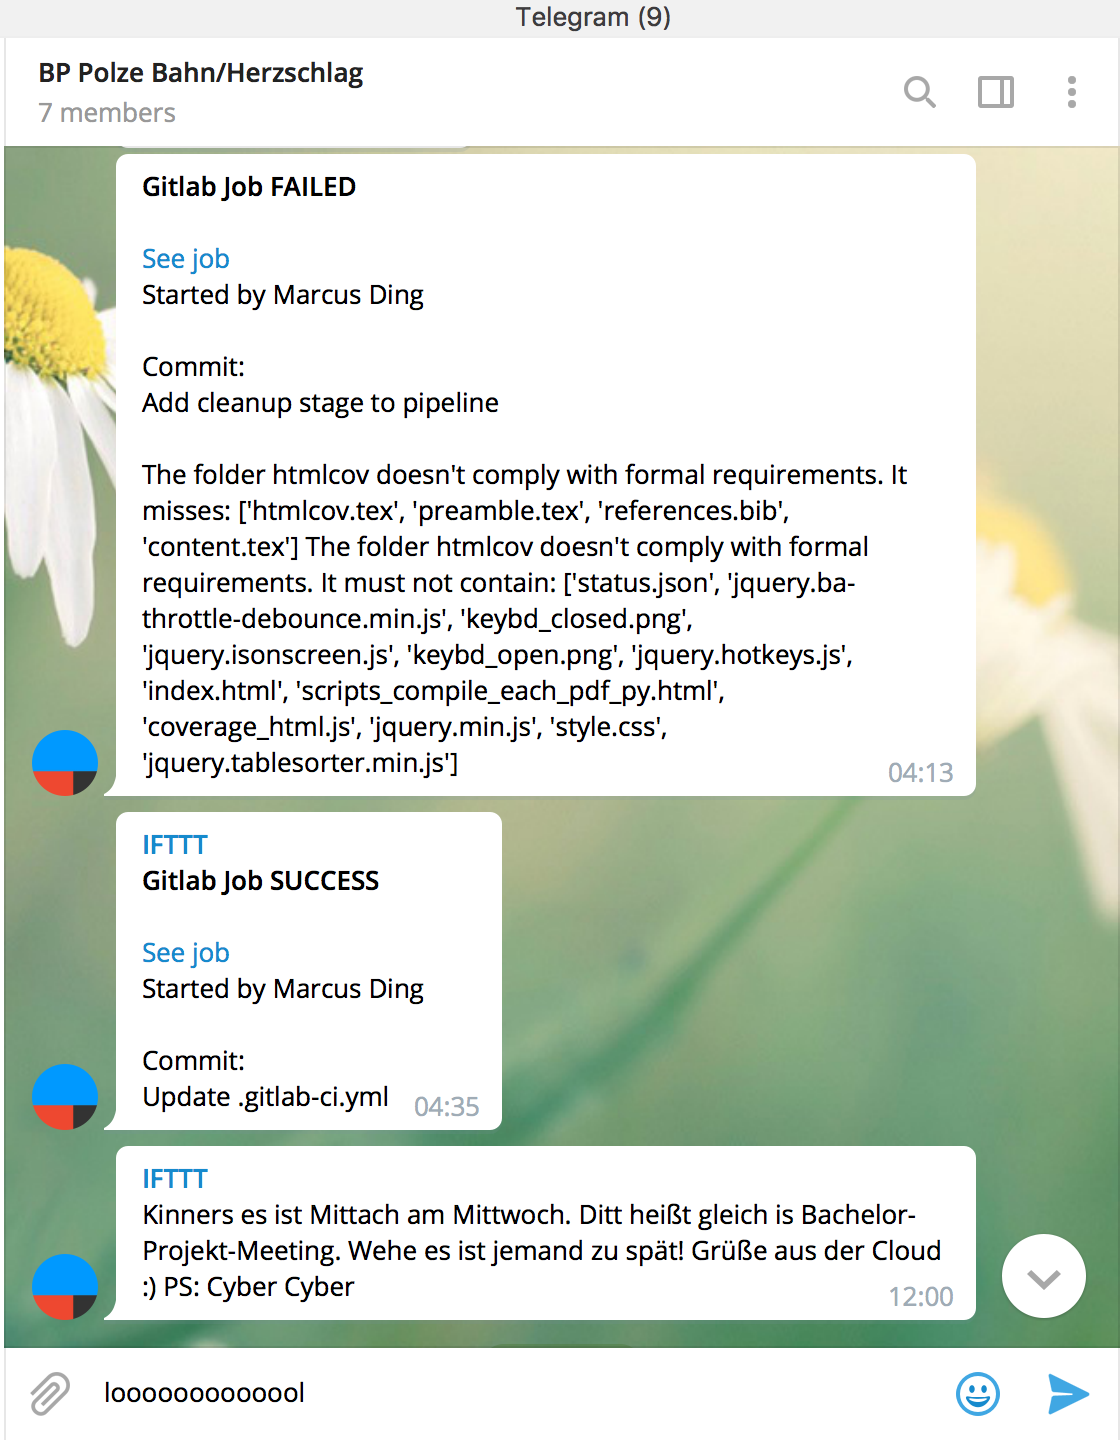 Telegram (9)
BP Polze Bahn/Herzschlag
7 members
Gitlab Job FAILED
See job
Started by Marcus Ding
Commit:
Add cleanup stage to pipeline
The folder htmlcov doesn't comply with formal requirements. It
misses: ['htmlcov.tex', 'preamble.tex', 'references.bib',
'content.tex'] The folder htmlcov doesn't comply with formal
requirements. It must not contain: ['status.json', 'jquery.ba-
throttle-debounce.min.js', 'keybd_closed.png',
'jquery.isonscreen.js', 'keybd_open.png', 'jquery.hotkeys.js',
'index.html', 'scripts_compile_each_pdf_py.html',
'coverage_html.js', 'jquery.min.js', 'style.css',
'jquery.tablesorter.min.js']
04:13
IFTTT
Gitlab Job SUCCESS
See job
Started by Marcus Ding
Commit:
Update .gitlab-ci.yml 04:35
IFTTT
Kinners es ist Mittach am Mittwoch. Ditt heißt gleich is Bachelor-
Projekt-Meeting. Wehe es ist jemand zu spät! Grüße aus der Cloud
:) PS: Cyber Cyber
12:00
looooooooooool